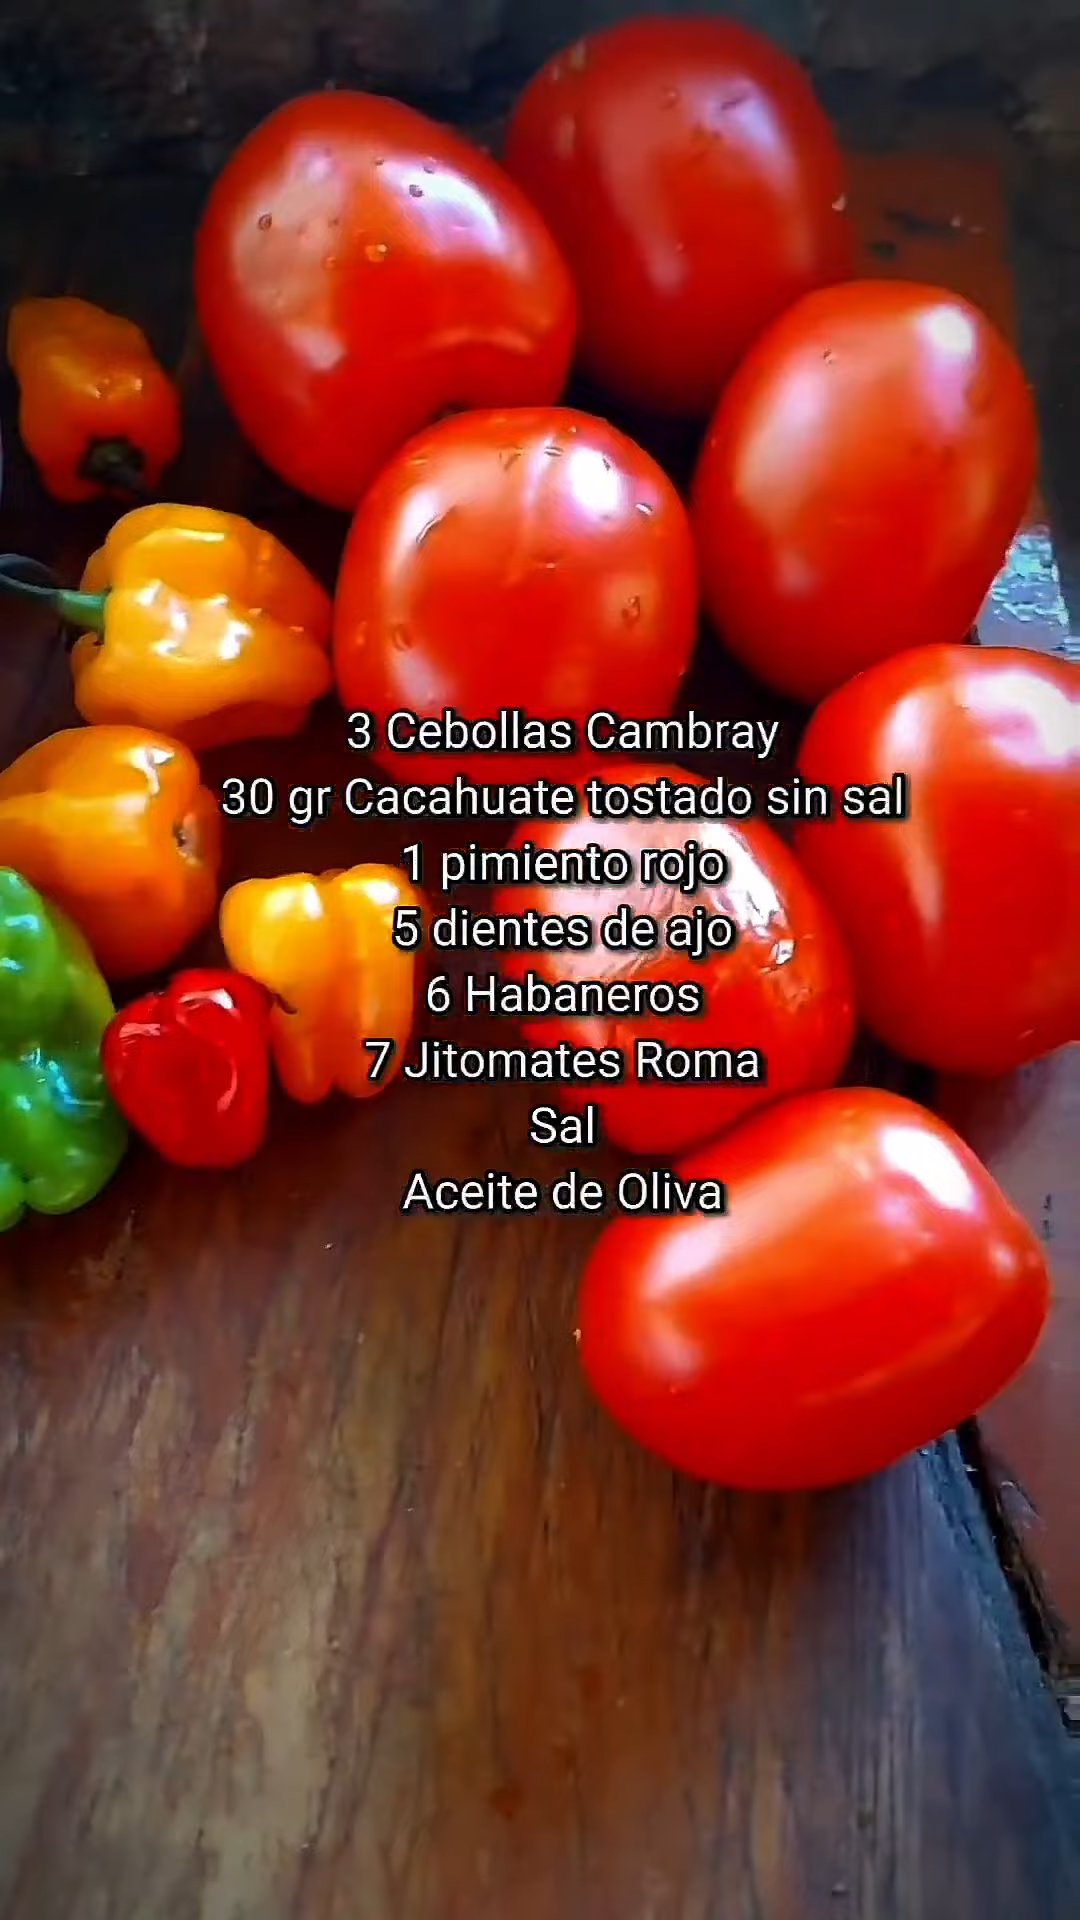 3 Cebollas Cambray
30 gr Cacahuate tostado sin sal
1 pimiento rojo
5 dientes de ajo
6 Habaneros
7 Jitomates Roma
Sal
Aceite de Oliva